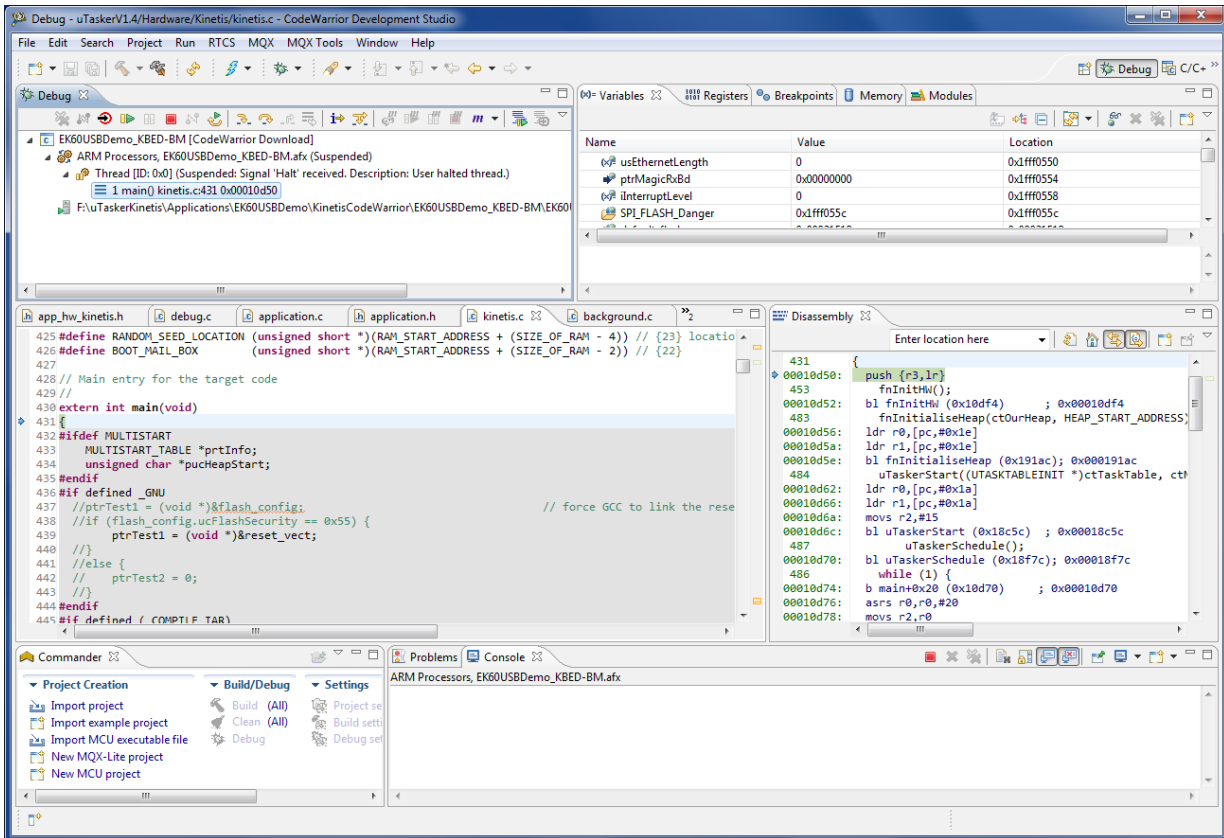 Debug - uTaskerV1.4/Hardware/Kinetis/kinetis.c - CodeWarrior Development Studio
File Edit Search Project Run RTCS MQX MQX Tools Window Help
Debug C/C+ »
Debug
EK60USBDemo_KBED-BM [CodeWarrior Download]
ARM Processors, EK60USBDemo_KBED-BM.afx (Suspended)
Thread [ID: 0x0] (Suspended: Signal 'Halt' received. Description: User halted thread.)
1 main() kinetis.c:431 0x00010d50
F:\uTaskerKinetis\Applications\EK60USBDemo\KinetisCodeWarrior\EK60USBDemo_KBED-BM\EK60
(x)= Variables Registers Breakpoints Memory Modules
Name Value Location
usEthernetLength 0 0x1fff0550
ptrMagicRxBd 0x00000000 0x1fff0554
iInterruptLevel 0 0x1fff0558
SPI_FLASH_Danger 0x1fff055c 0x1fff055c
app_hw_kinetis.h debug.c application.c application.h kinetis.c background.c »2
425 #define RANDOM_SEED_LOCATION (unsigned short *)(RAM_START_ADDRESS + (SIZE_OF_RAM - 4)) // {23} locatio
426 #define BOOT_MAIL_BOX (unsigned short *)(RAM_START_ADDRESS + (SIZE_OF_RAM - 2)) // {22}
427
428 // Main entry for the target code
429 //
430 extern int main(void)
431 {
432 #ifdef MULTISTART
433 MULTISTART_TABLE *prtInfo;
434 unsigned char *pucHeapStart;
435 #endif
436 #if defined _GNU
437 //ptrTest1 = (void *)&flash_config; // force GCC to link the rese
438 //if (flash_config.ucFlashSecurity == 0x55) {
439 ptrTest1 = (void *)&reset_vect;
440 //}
441 //else {
442 // ptrTest2 = 0;
443 //}
444 #endif
445 #if defined (_COMPILE_IAR)
Disassembly
Enter location here
431 {
00010d50: push {r3,lr}
453 fnInitHW();
00010d52: bl fnInitHW (0x10df4) ; 0x00010df4
483 fnInitialiseHeap(ctOurHeap, HEAP_START_ADDRESS)
00010d56: ldr r0,[pc,#0x1e]
00010d5a: ldr r1,[pc,#0x1e]
00010d5e: bl fnInitialiseHeap (0x191ac); 0x000191ac
484 uTaskerStart((UTASKTABLEINIT *)ctTaskTable, ctN
00010d62: ldr r0,[pc,#0x1a]
00010d66: ldr r1,[pc,#0x1a]
00010d6a: movs r2,#15
00010d6c: bl uTaskerStart (0x18c5c) ; 0x00018c5c
487 uTaskerSchedule();
00010d70: bl uTaskerSchedule (0x18f7c); 0x00018f7c
486 while (1) {
00010d74: b main+0x20 (0x10d70) ; 0x00010d70
00010d76: asrs r0,r0,#20
00010d78: movs r2,r0
Commander
Project Creation
Import project
Import example project
Import MCU executable file
New MQX-Lite project
New MCU project
Build/Debug
Build (All)
Clean (All)
Debug
Settings
Project se
Build setti
Debug set
Problems Console
ARM Processors, EK60USBDemo_KBED-BM.afx